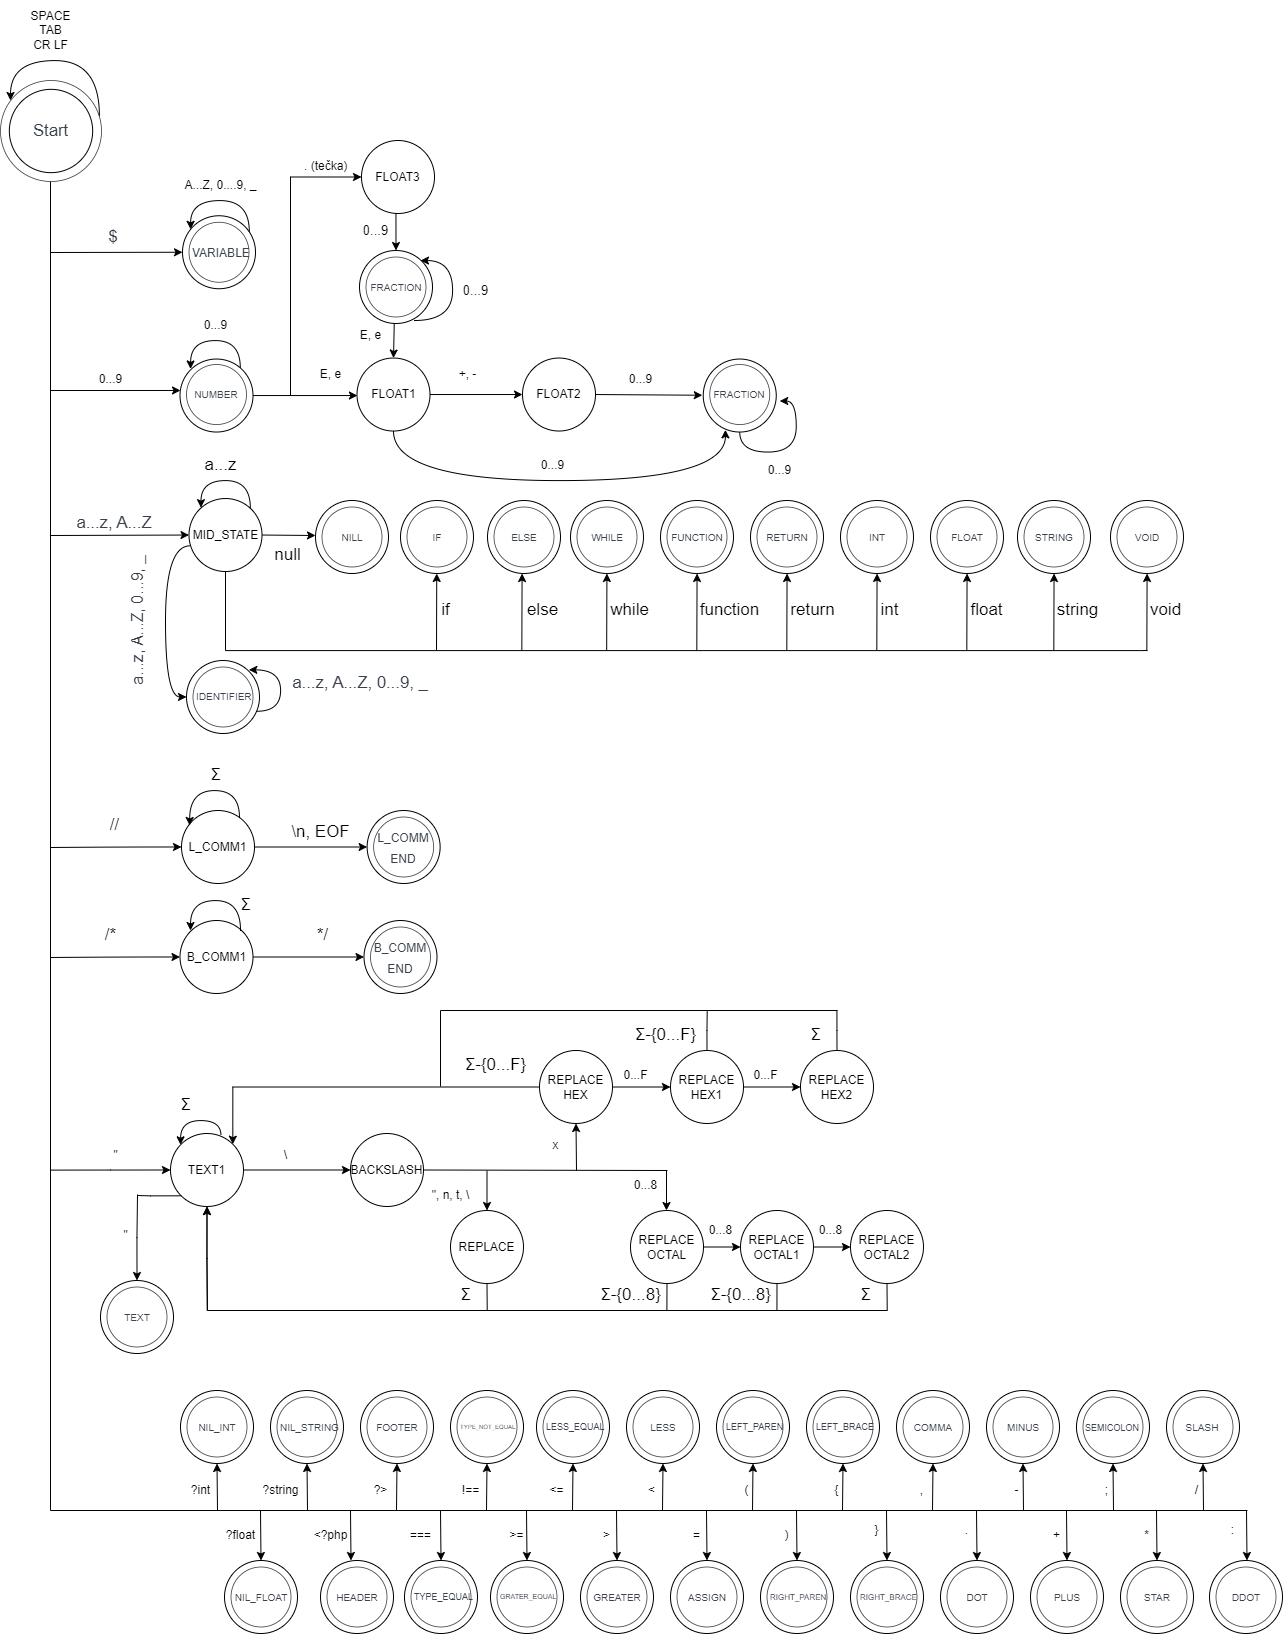 SPACE
TAB
CR LF
Start
. (tečka)
FLOAT3
A...Z, 0....9, _
$
VARIABLE
0...9
FRACTION
0...9
0...9
E, e
0...9
NUMBER
E, e
FLOAT1
+, -
FLOAT2
0...9
FRACTION
0...9
0...9
a...z
a...z, A...Z
MID_STATE
null
NILL
IF
ELSE
WHILE
FUNCTION
RETURN
INT
FLOAT
STRING
VOID
if
else
while
function
return
int
float
string
void
a...z, A...Z, 0...9, _
IDENTIFIER
a...z, A...Z, 0...9, _
Σ
//
L_COMM1
\n, EOF
L_COMM
END
Σ
/*
B_COMM1
*/
B_COMM
END
Σ-{0...F}
Σ-{0...F}
Σ
REPLACE
HEX
0...F
REPLACE
HEX1
0...F
REPLACE
HEX2
Σ
x
"
TEXT1
\
BACKSLASH
", n, t, \
0...8
"
REPLACE
REPLACE
OCTAL
0...8
REPLACE
OCTAL1
0...8
REPLACE
OCTAL2
Σ
Σ-{0...8}
Σ-{0...8}
Σ
TEXT
NIL_INT
NIL_STRING
FOOTER
TYPE_NOT_EQUAL
LESS_EQUAL
LESS
LEFT_PAREN
LEFT_BRACE
COMMA
MINUS
SEMICOLON
SLASH
?int
?string
?>
!==
<=
<
(
{
,
-
;
/
?float
<?php
===
>=
>
=
)
}
.
+
*
:
NIL_FLOAT
HEADER
TYPE_EQUAL
GRATER_EQUAL
GREATER
ASSIGN
RIGHT_PAREN
RIGHT_BRACE
DOT
PLUS
STAR
DDOT